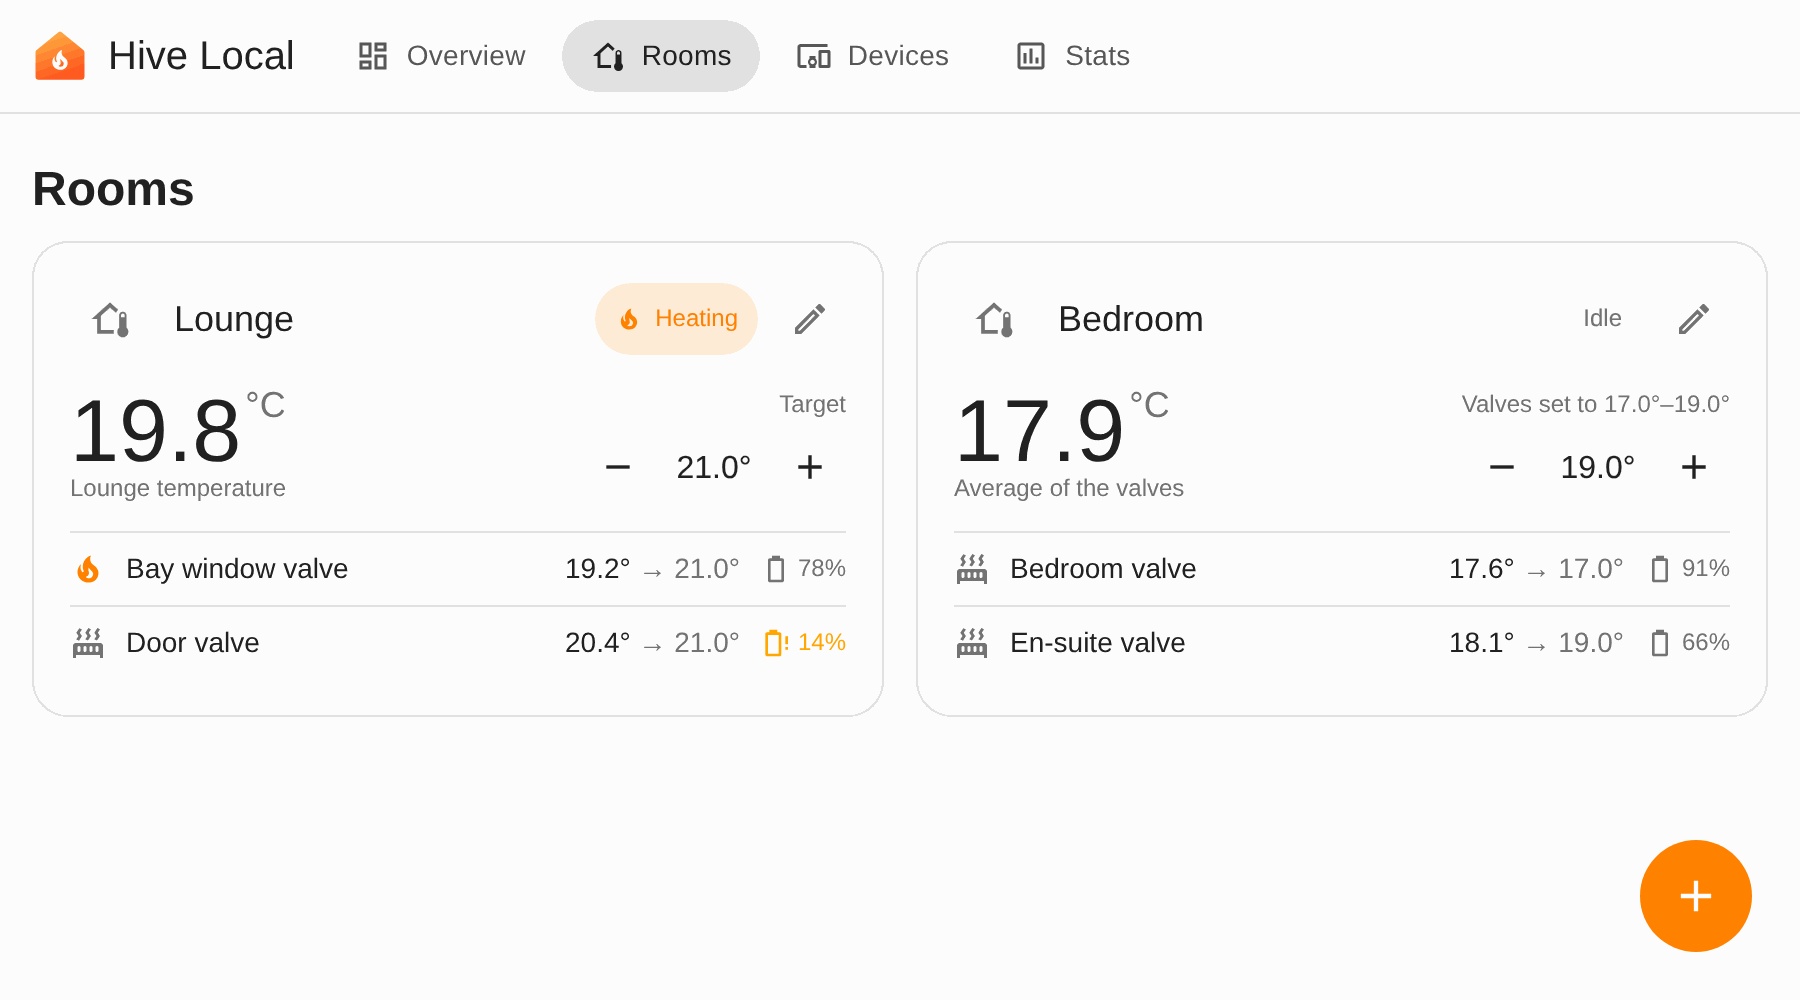 Hive Local
Overview
Rooms
Devices
Stats
Rooms
Lounge
Heating
19.8 °C
Lounge temperature
Target
− 21.0° +
Bay window valve 19.2° → 21.0° 78%
Door valve 20.4° → 21.0° 14%
Bedroom
Idle
17.9 °C
Average of the valves
Valves set to 17.0°–19.0°
− 19.0° +
Bedroom valve 17.6° → 17.0° 91%
En-suite valve 18.1° → 19.0° 66%
+